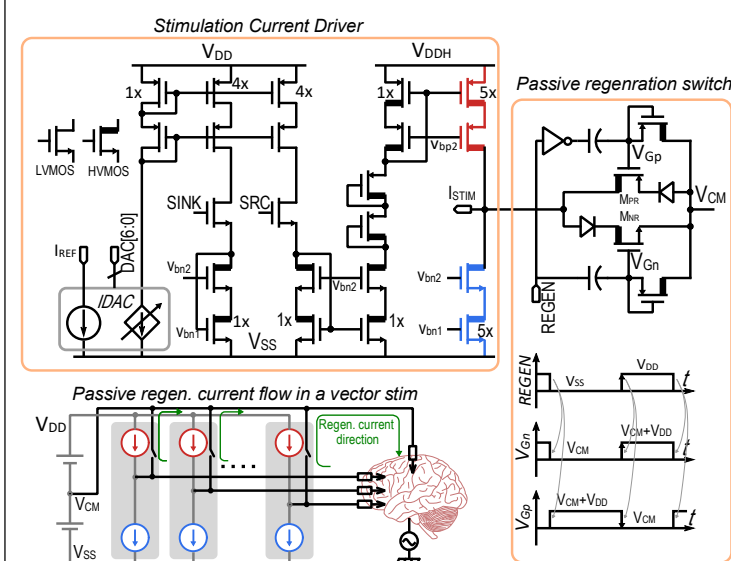 Stimulation Current Driver
VDD
VDDH
1x
4x
4x
1x
5x
Vbp2
LVMOS
HVMOS
SINK
SRC
ISTIM
IREF
DAC[6:0]
IDAC
Vbn2
Vbn1
1x
VSS
1x
Vbn2
1x
Vbn2
Vbn1
5x
Passive regenration switch
VGp
MPR
MNR
VCM
VGn
REGEN
REGEN
VSS
VDD
t
VGn
VCM
VCM+VDD
t
VGp
VCM+VDD
VCM
t
Passive regen. current flow in a vector stim
VDD
VCM
VSS
Regen. current
direction